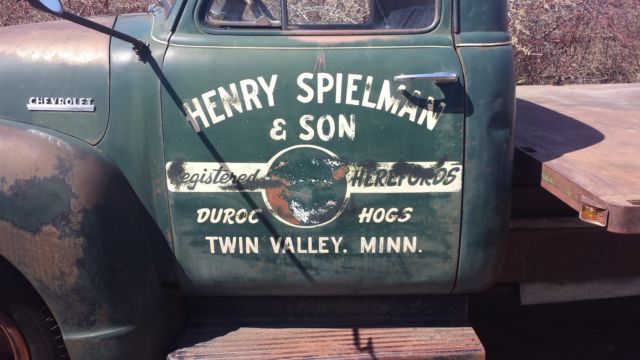 CHEVROLET
HENRY SPIELMAN
& SON
Registered HEREFORDS
DUROC HOGS
TWIN VALLEY. MINN.